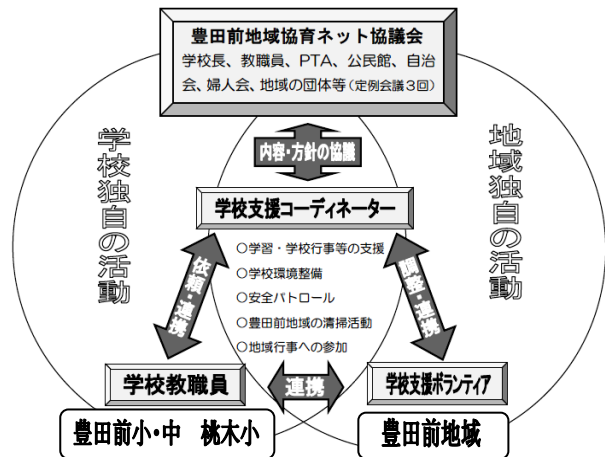 豊田前地域協育ネット協議会
学校長、教職員、PTA、公民館、自治
会、婦人会、地域の団体等(定例会議3回)
学校独自の活動
地域独自の活動
内容・方針の協議
学校支援コーディネーター
○学習・学校行事等の支援
○学校環境整備
○安全パトロール
○豊田前地域の清掃活動
○地域行事への参加
依頼・連携
調整・連携
学校教職員
連携
学校支援ボランティア
豊田前小・中 桃木小
豊田前地域